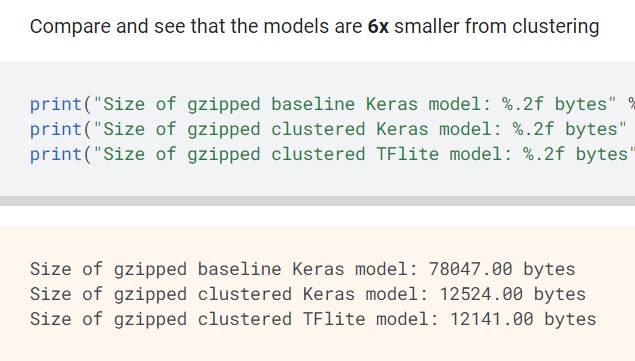 Compare and see that the models are 6x smaller from clustering
print("Size of gzipped baseline Keras model: %.2f bytes" %
print("Size of gzipped clustered Keras model: %.2f bytes"
print("Size of gzipped clustered TFlite model: %.2f bytes"
Size of gzipped baseline Keras model: 78047.00 bytes
Size of gzipped clustered Keras model: 12524.00 bytes
Size of gzipped clustered TFlite model: 12141.00 bytes